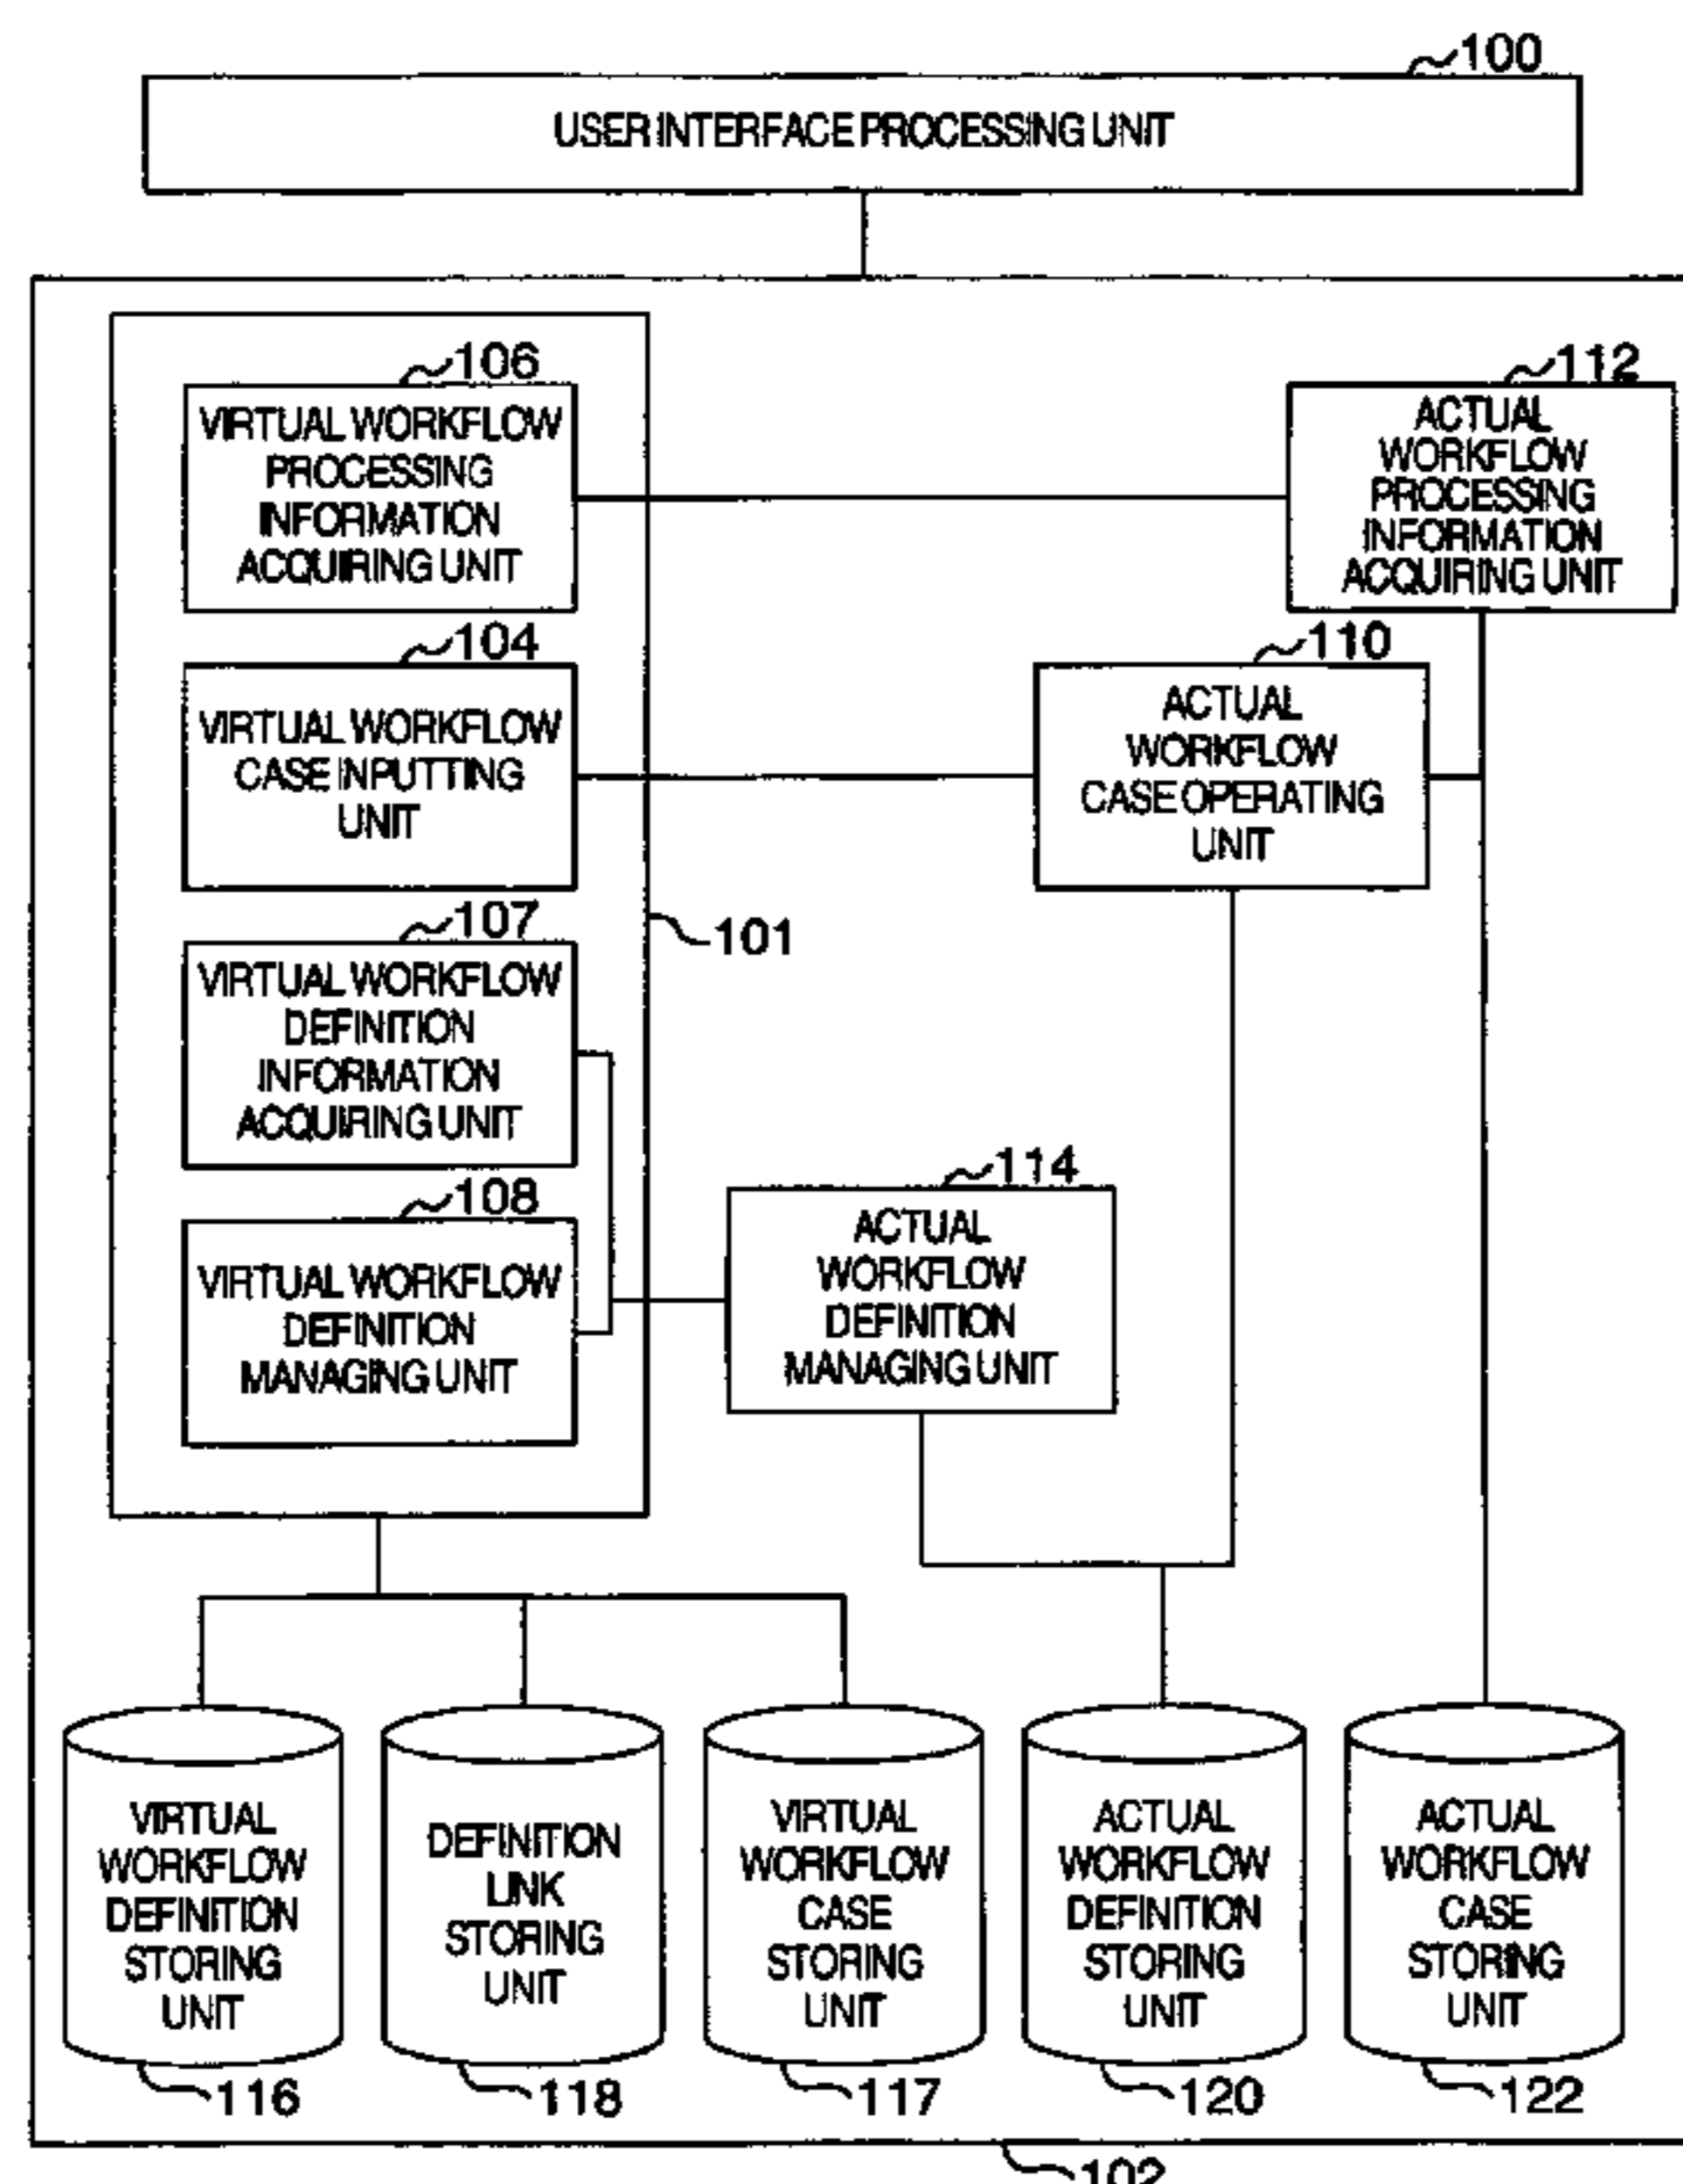 100
USER INTERFACE PROCESSING UNIT
106
VIRTUAL WORKFLOW
PROCESSING
INFORMATION
ACQUIRING UNIT
112
ACTUAL
WORKFLOW
PROCESSING
INFORMATION
ACQUIRING UNIT
104
VIRTUAL WORKFLOW
CASE INPUTTING
UNIT
110
ACTUAL
WORKFLOW
CASE OPERATING
UNIT
101
107
VIRTUAL WORKFLOW
DEFINITION
INFORMATION
ACQUIRING UNIT
108
VIRTUAL WORKFLOW
DEFINITION
MANAGING UNIT
114
ACTUAL
WORKFLOW
DEFINITION
MANAGING UNIT
VIRTUAL
WORKFLOW
DEFINITION
STORING
UNIT
116
DEFINITION
LINK
STORING
UNIT
118
VIRTUAL
WORKFLOW
CASE
STORING
UNIT
117
ACTUAL
WORKFLOW
DEFINITION
STORING
UNIT
120
ACTUAL
WORKFLOW
CASE
STORING
UNIT
122
102